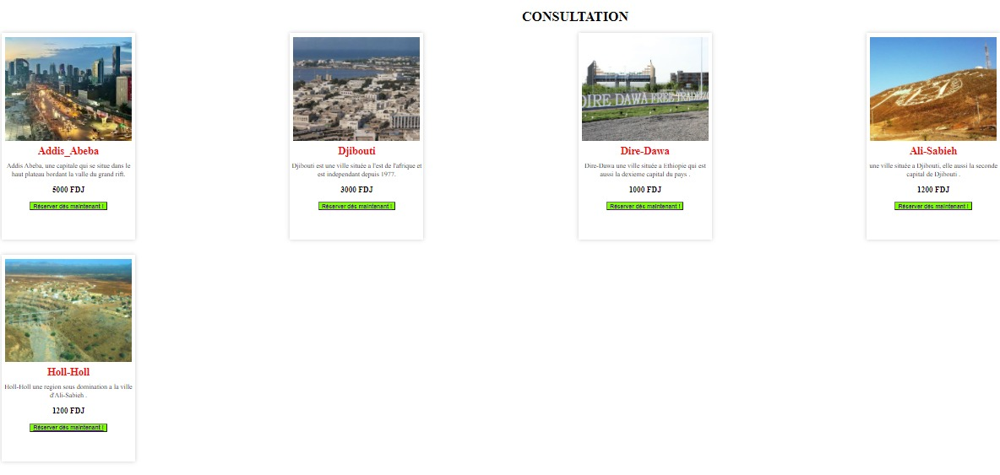 CONSULTATION
DIRE DAWA FREE TRADE
Addis_Abeba
Addis Abeba, une capitale qui se situe dans le
haut plateau bordant la valle du grand rift.
5000 FDJ
Réserver dès maintenant !
Djibouti
Djibouti est une ville située a l'est de l'afrique et
est independant depuis 1977.
3000 FDJ
Réserver dès maintenant !
Dire-Dawa
Dire-Dawa une ville située a Ethiopie qui est
aussi la dexieme capital du pays .
1000 FDJ
Réserver dès maintenant !
Ali-Sabieh
une ville située a Djibouti, elle aussi la seconde
capital de Djibouti .
1200 FDJ
Réserver dès maintenant !
Holl-Holl
Holl-Holl une region sous domination a la ville
d'Ali-Sabieh .
1200 FDJ
Réserver dès maintenant !